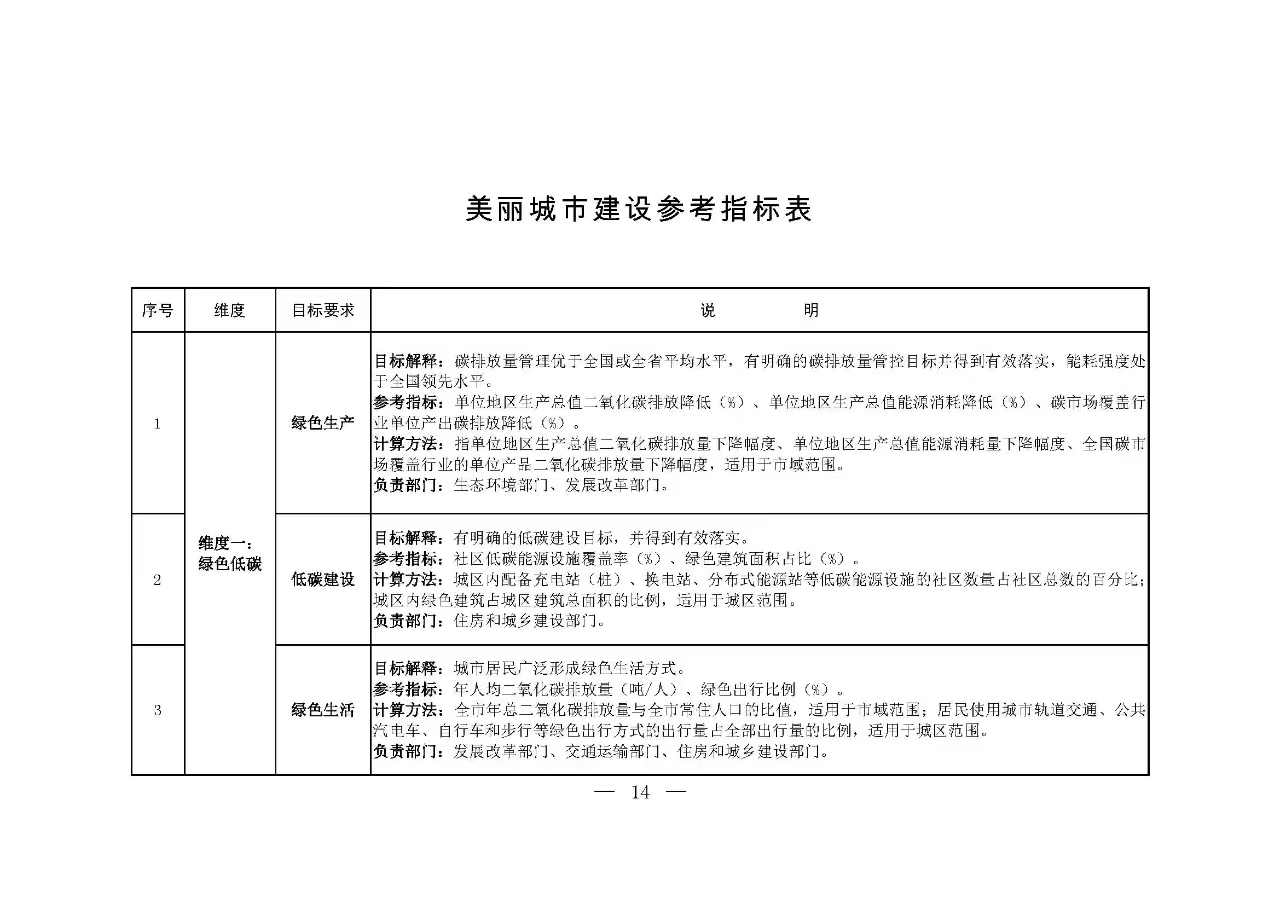 美丽城市建设参考指标表
序号 维度 目标要求 说 明
1
维度一：
绿色低碳
绿色生产
目标解释：碳排放量管理优于全国或全省平均水平，有明确的碳排放量管控目标并得到有效落实，能耗强度处
于全国领先水平。
参考指标：单位地区生产总值二氧化碳排放降低（%）、单位地区生产总值能源消耗降低（%）、碳市场覆盖行
业单位产出碳排放降低（%）。
计算方法：指单位地区生产总值二氧化碳排放量下降幅度、单位地区生产总值能源消耗量下降幅度、全国碳市
场覆盖行业的单位产品二氧化碳排放量下降幅度，适用于市域范围。
负责部门：生态环境部门、发展改革部门。
2
低碳建设
目标解释：有明确的低碳建设目标，并得到有效落实。
参考指标：社区低碳能源设施覆盖率（%）、绿色建筑面积占比（%）。
计算方法：城区内配备充电站（桩）、换电站、分布式能源站等低碳能源设施的社区数量占社区总数的百分比；
城区内绿色建筑占城区建筑总面积的比例，适用于城区范围。
负责部门：住房和城乡建设部门。
3
绿色生活
目标解释：城市居民广泛形成绿色生活方式。
参考指标：年人均二氧化碳排放量（吨/人）、绿色出行比例（%）。
计算方法：全市年总二氧化碳排放量与全市常住人口的比值，适用于市域范围；居民使用城市轨道交通、公共
汽电车、自行车和步行等绿色出行方式的出行量占全部出行量的比例，适用于城区范围。
负责部门：发展改革部门、交通运输部门、住房和城乡建设部门。
— 14 —